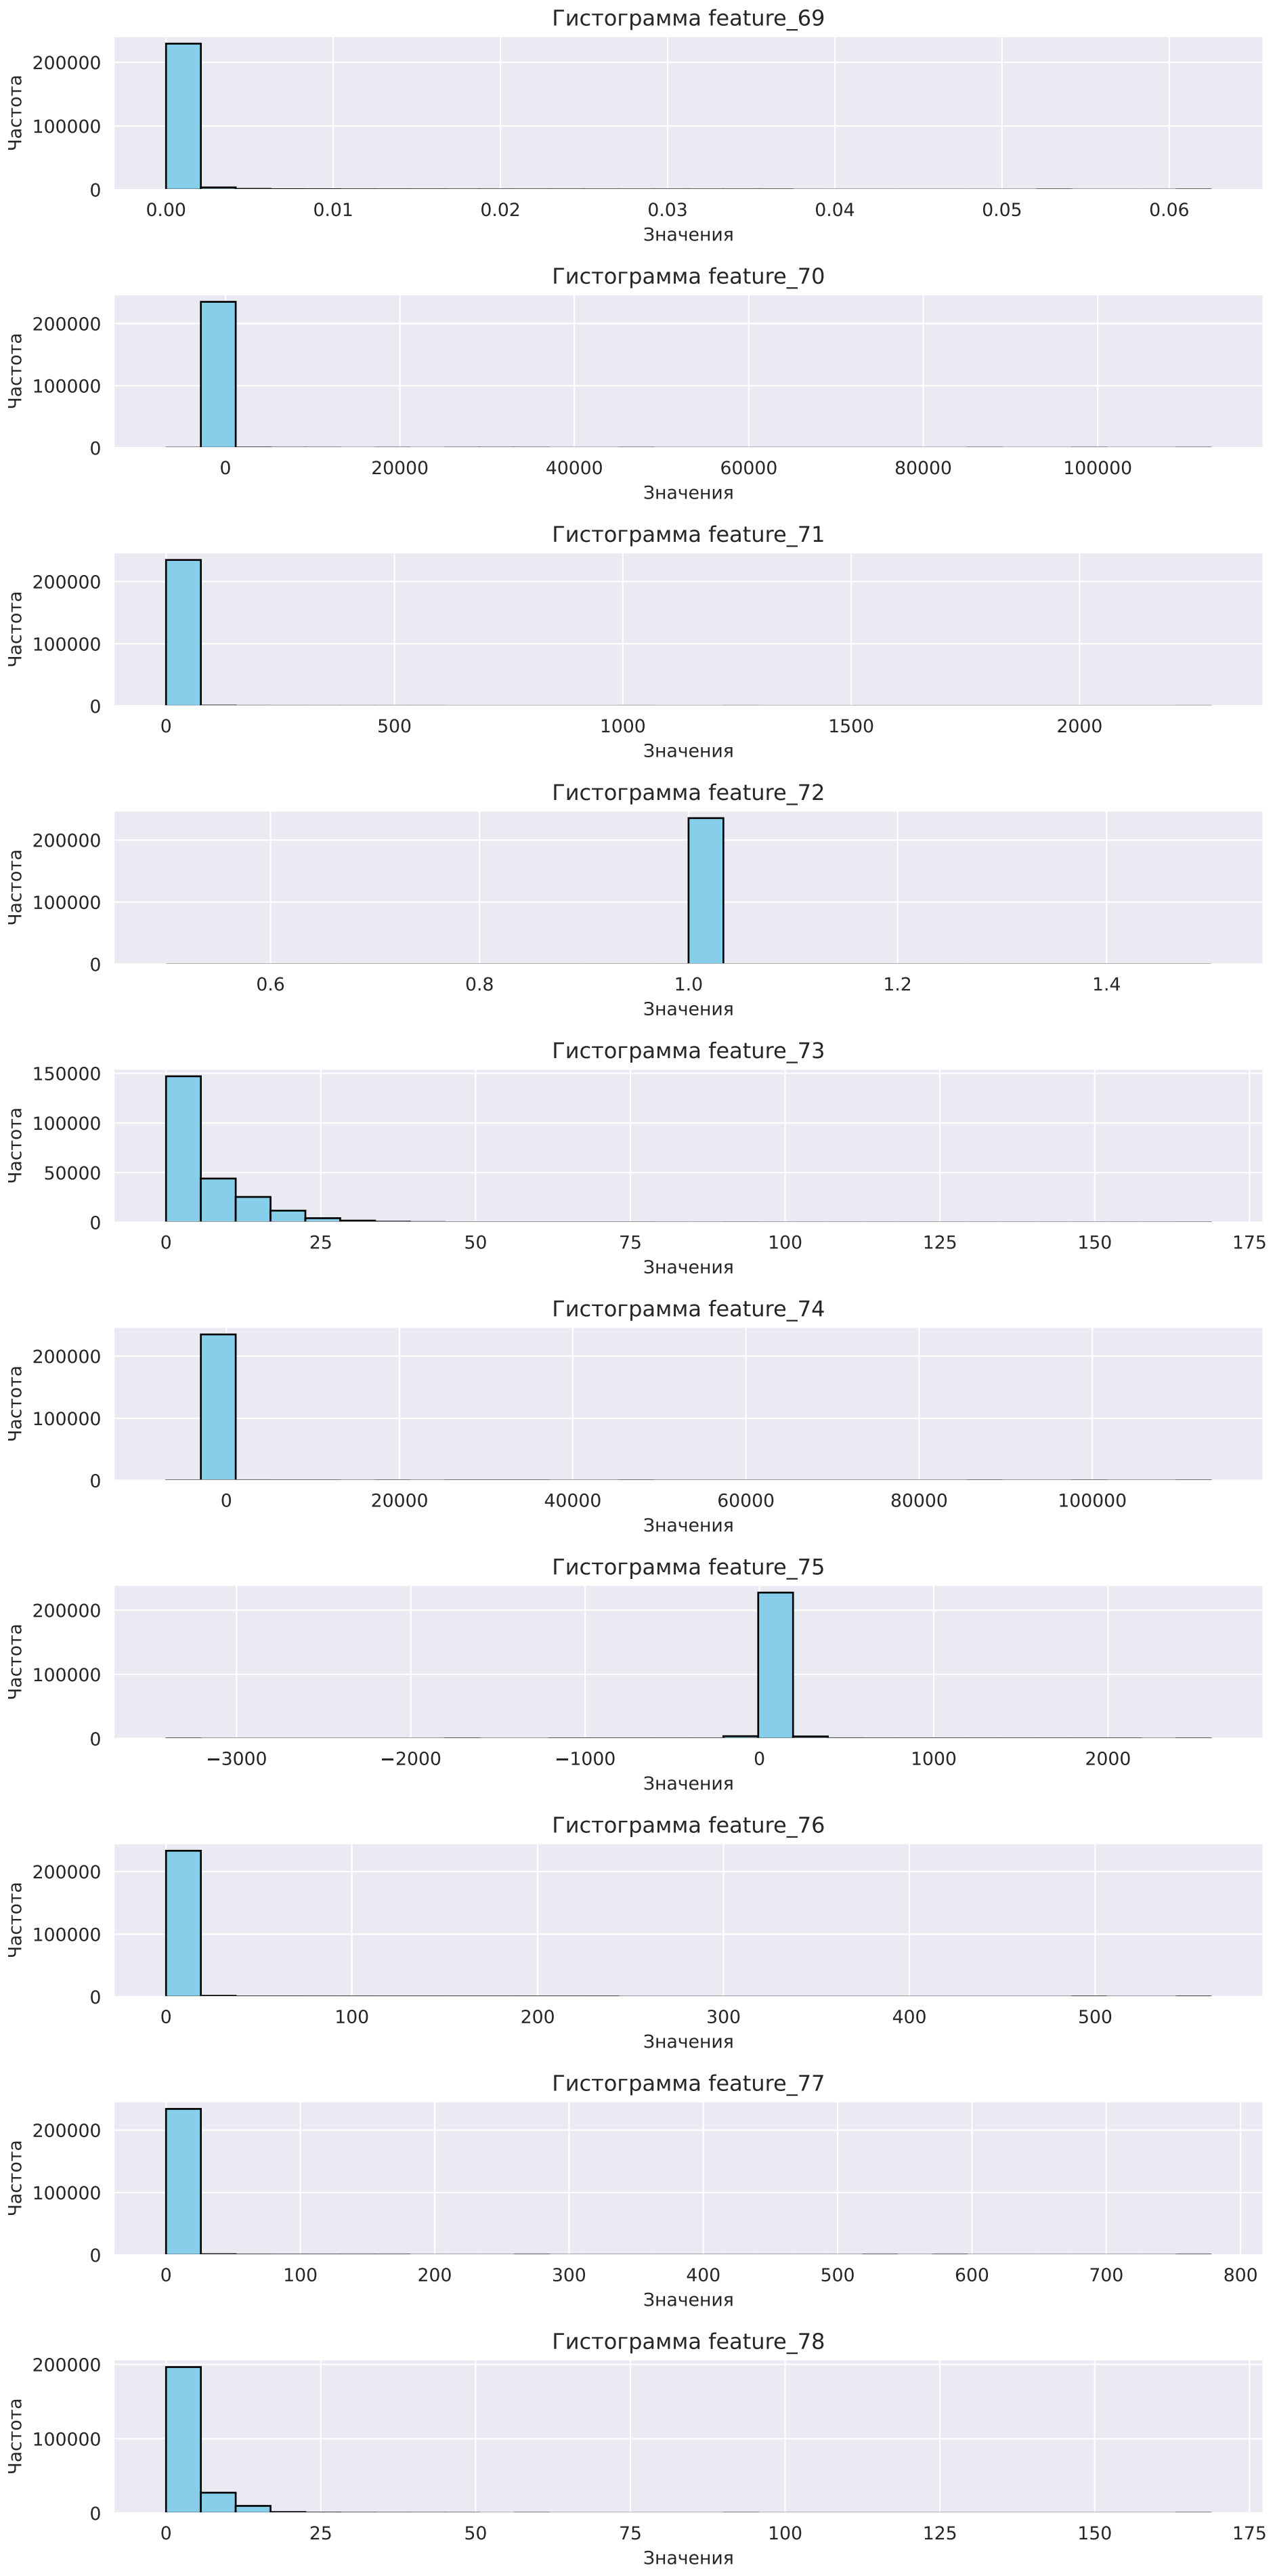 Гистограмма feature_69
Частота
200000
100000
0
0.00 0.01 0.02 0.03 0.04 0.05 0.06
Значения
Гистограмма feature_70
Частота
200000
100000
0
0 20000 40000 60000 80000 100000
Значения
Гистограмма feature_71
Частота
200000
100000
0
0 500 1000 1500 2000
Значения
Гистограмма feature_72
Частота
200000
100000
0
0.6 0.8 1.0 1.2 1.4
Значения
Гистограмма feature_73
Частота
150000
100000
50000
0
0 25 50 75 100 125 150 175
Значения
Гистограмма feature_74
Частота
200000
100000
0
0 20000 40000 60000 80000 100000
Значения
Гистограмма feature_75
Частота
200000
100000
0
−3000 −2000 −1000 0 1000 2000
Значения
Гистограмма feature_76
Частота
200000
100000
0
0 100 200 300 400 500
Значения
Гистограмма feature_77
Частота
200000
100000
0
0 100 200 300 400 500 600 700 800
Значения
Гистограмма feature_78
Частота
200000
100000
0
0 25 50 75 100 125 150 175
Значения